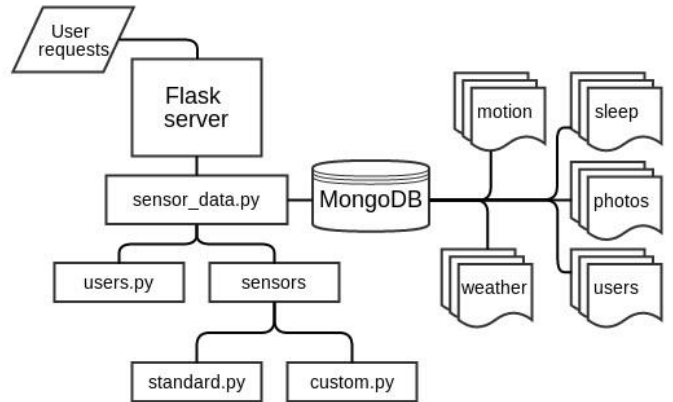 User
requests
Flask
server
motion
sleep
sensor_data.py
MongoDB
photos
users.py
sensors
weather
users
standard.py
custom.py